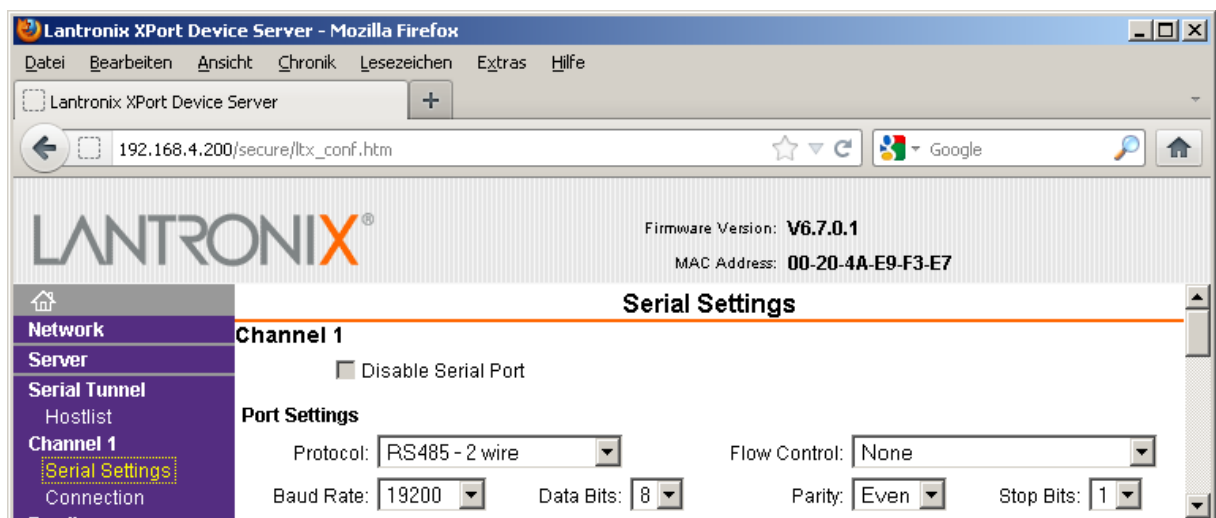 Lantronix XPort Device Server - Mozilla Firefox
Datei Bearbeiten Ansicht Chronik Lesezeichen Extras Hilfe
Lantronix XPort Device Server +
192.168.4.200/secure/ltx_conf.htm Google
LANTRONIX®
Firmware Version: V6.7.0.1
MAC Address: 00-20-4A-E9-F3-E7
Network
Server
Serial Tunnel
Hostlist
Channel 1
Serial Settings
Connection
Serial Settings
Channel 1
Disable Serial Port
Port Settings
Protocol: RS485 - 2 wire Flow Control: None
Baud Rate: 19200 Data Bits: 8 Parity: Even Stop Bits: 1